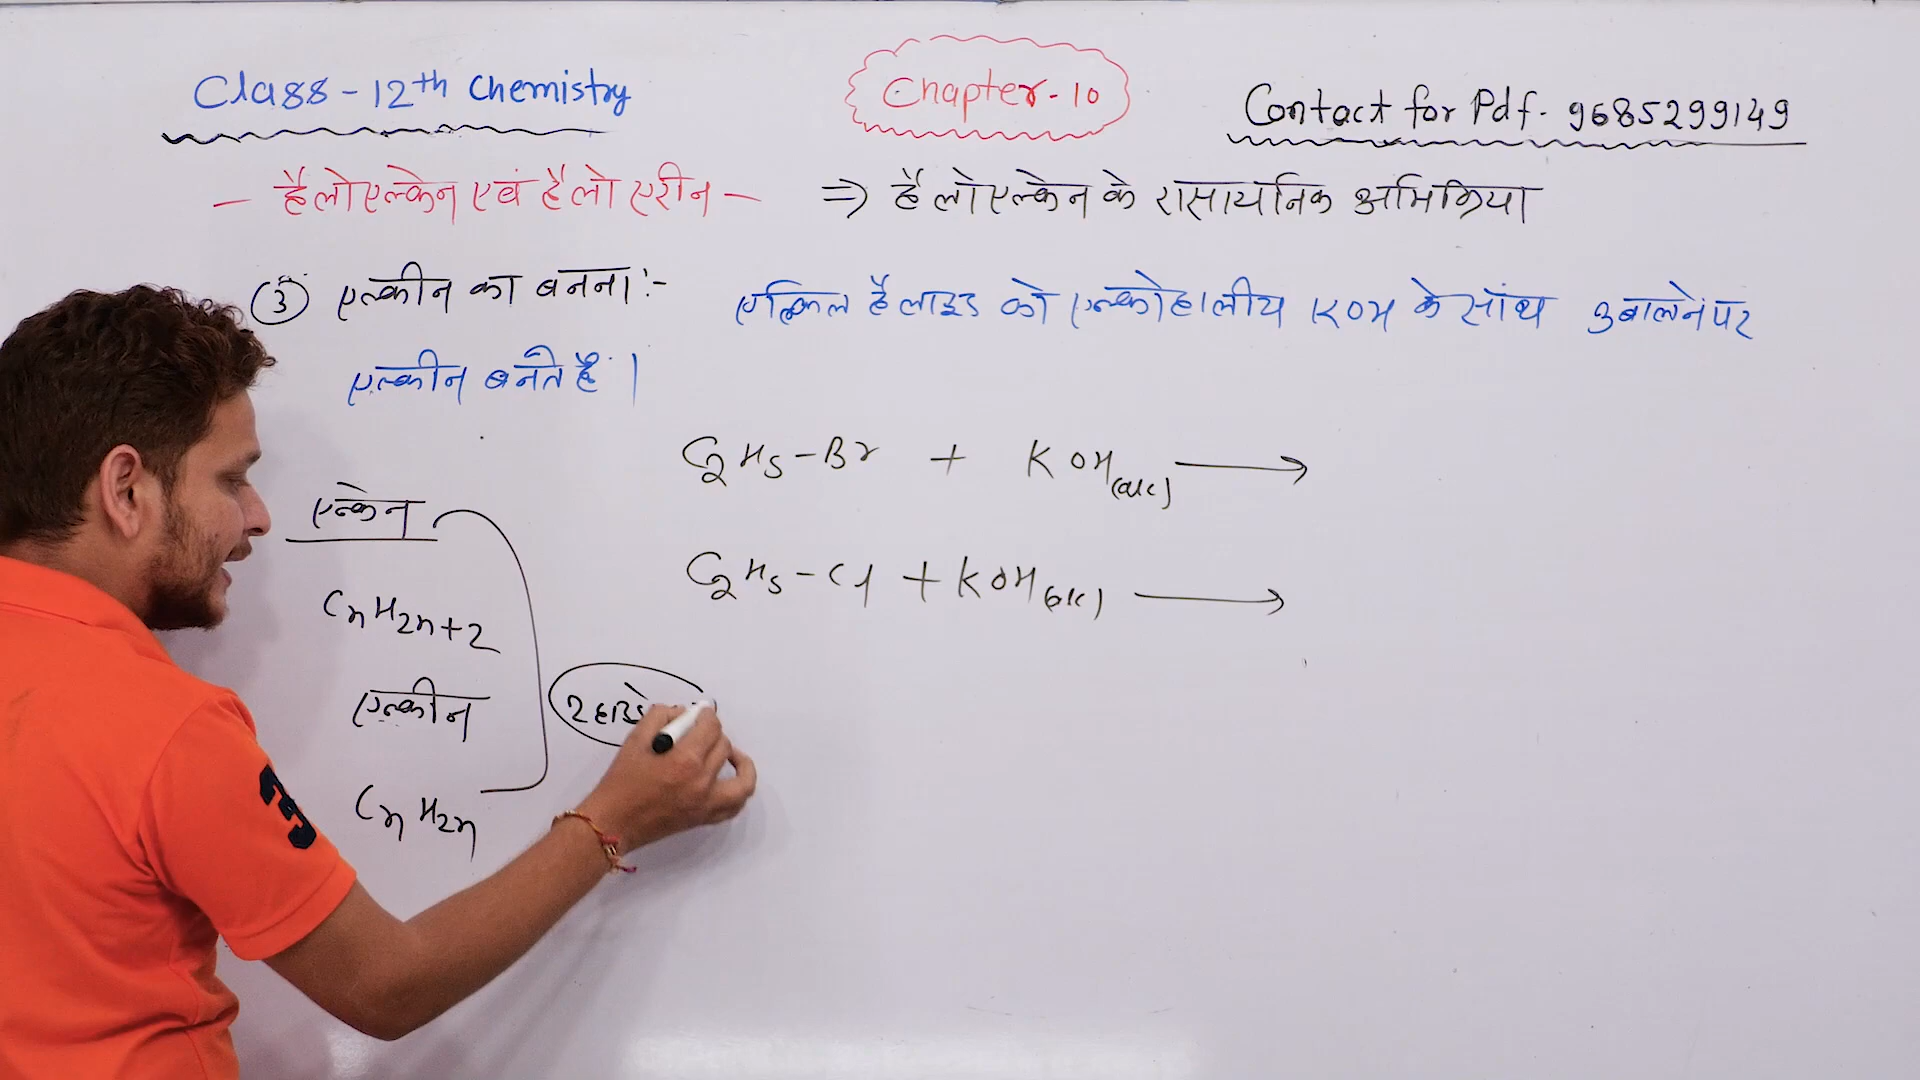 Class - 12th Chemistry
Chapter - 10
Contact for Pdf - 9685299149
- हैलोएल्केन एवं हैलोएरीन -
⇒ हैलोएल्केन के रासायनिक अभिक्रिया
③ एल्कीन का बनना :-
एल्किल हैलाइड को एल्कोहालीय KOH के सांथ उबालने पर
एल्कीन बनते है।
C2H5-Br + KOH(alc) ⟶
C2H5-Cl + KOH(alc) ⟶
एल्केन
CnH2n+2
एल्कीन
CnH2n
2
3